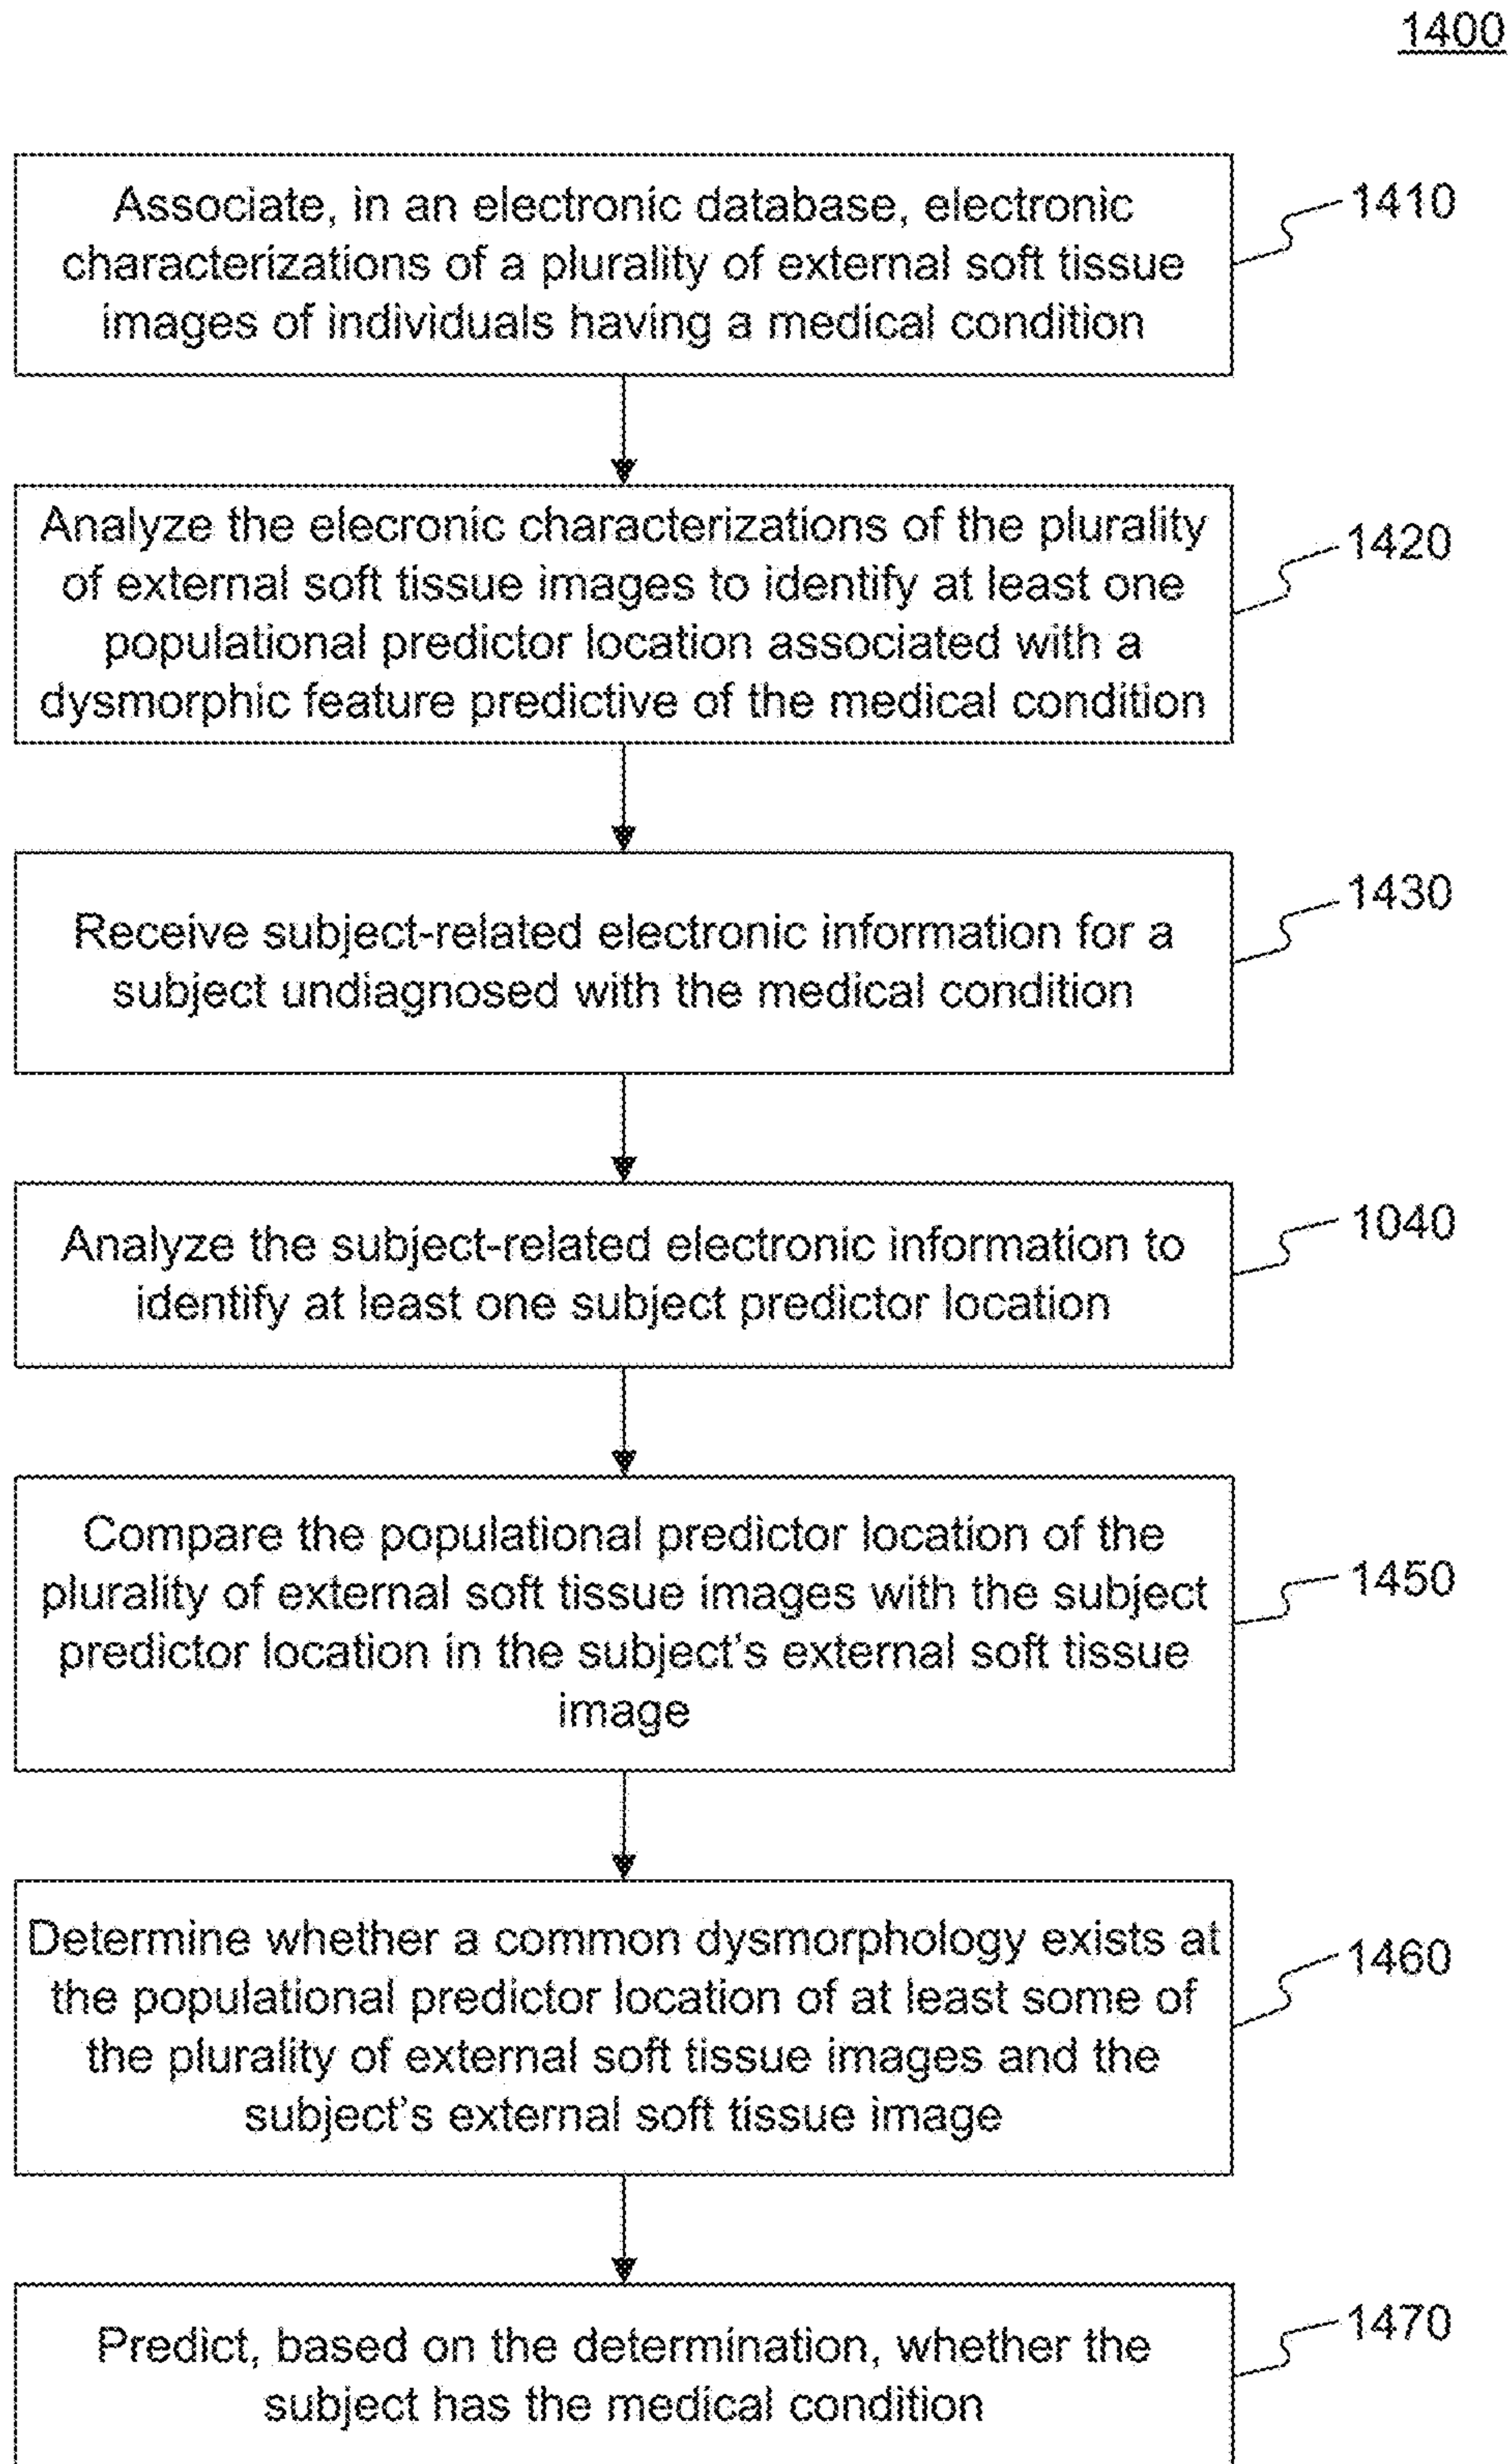 1400
Associate, in an electronic database, electronic
characterizations of a plurality of external soft tissue
images of individuals having a medical condition
1410
Analyze the elecronic characterizations of the plurality
of external soft tissue images to identify at least one
populational predictor location associated with a
dysmorphic feature predictive of the medical condition
1420
Receive subject-related electronic information for a
subject undiagnosed with the medical condition
1430
Analyze the subject-related electronic information to
identify at least one subject predictor location
1040
Compare the populational predictor location of the
plurality of external soft tissue images with the subject
predictor location in the subject's external soft tissue
image
1450
Determine whether a common dysmorphology exists at
the populational predictor location of at least some of
the plurality of external soft tissue images and the
subject's external soft tissue image
1460
Predict, based on the determination, whether the
subject has the medical condition
1470